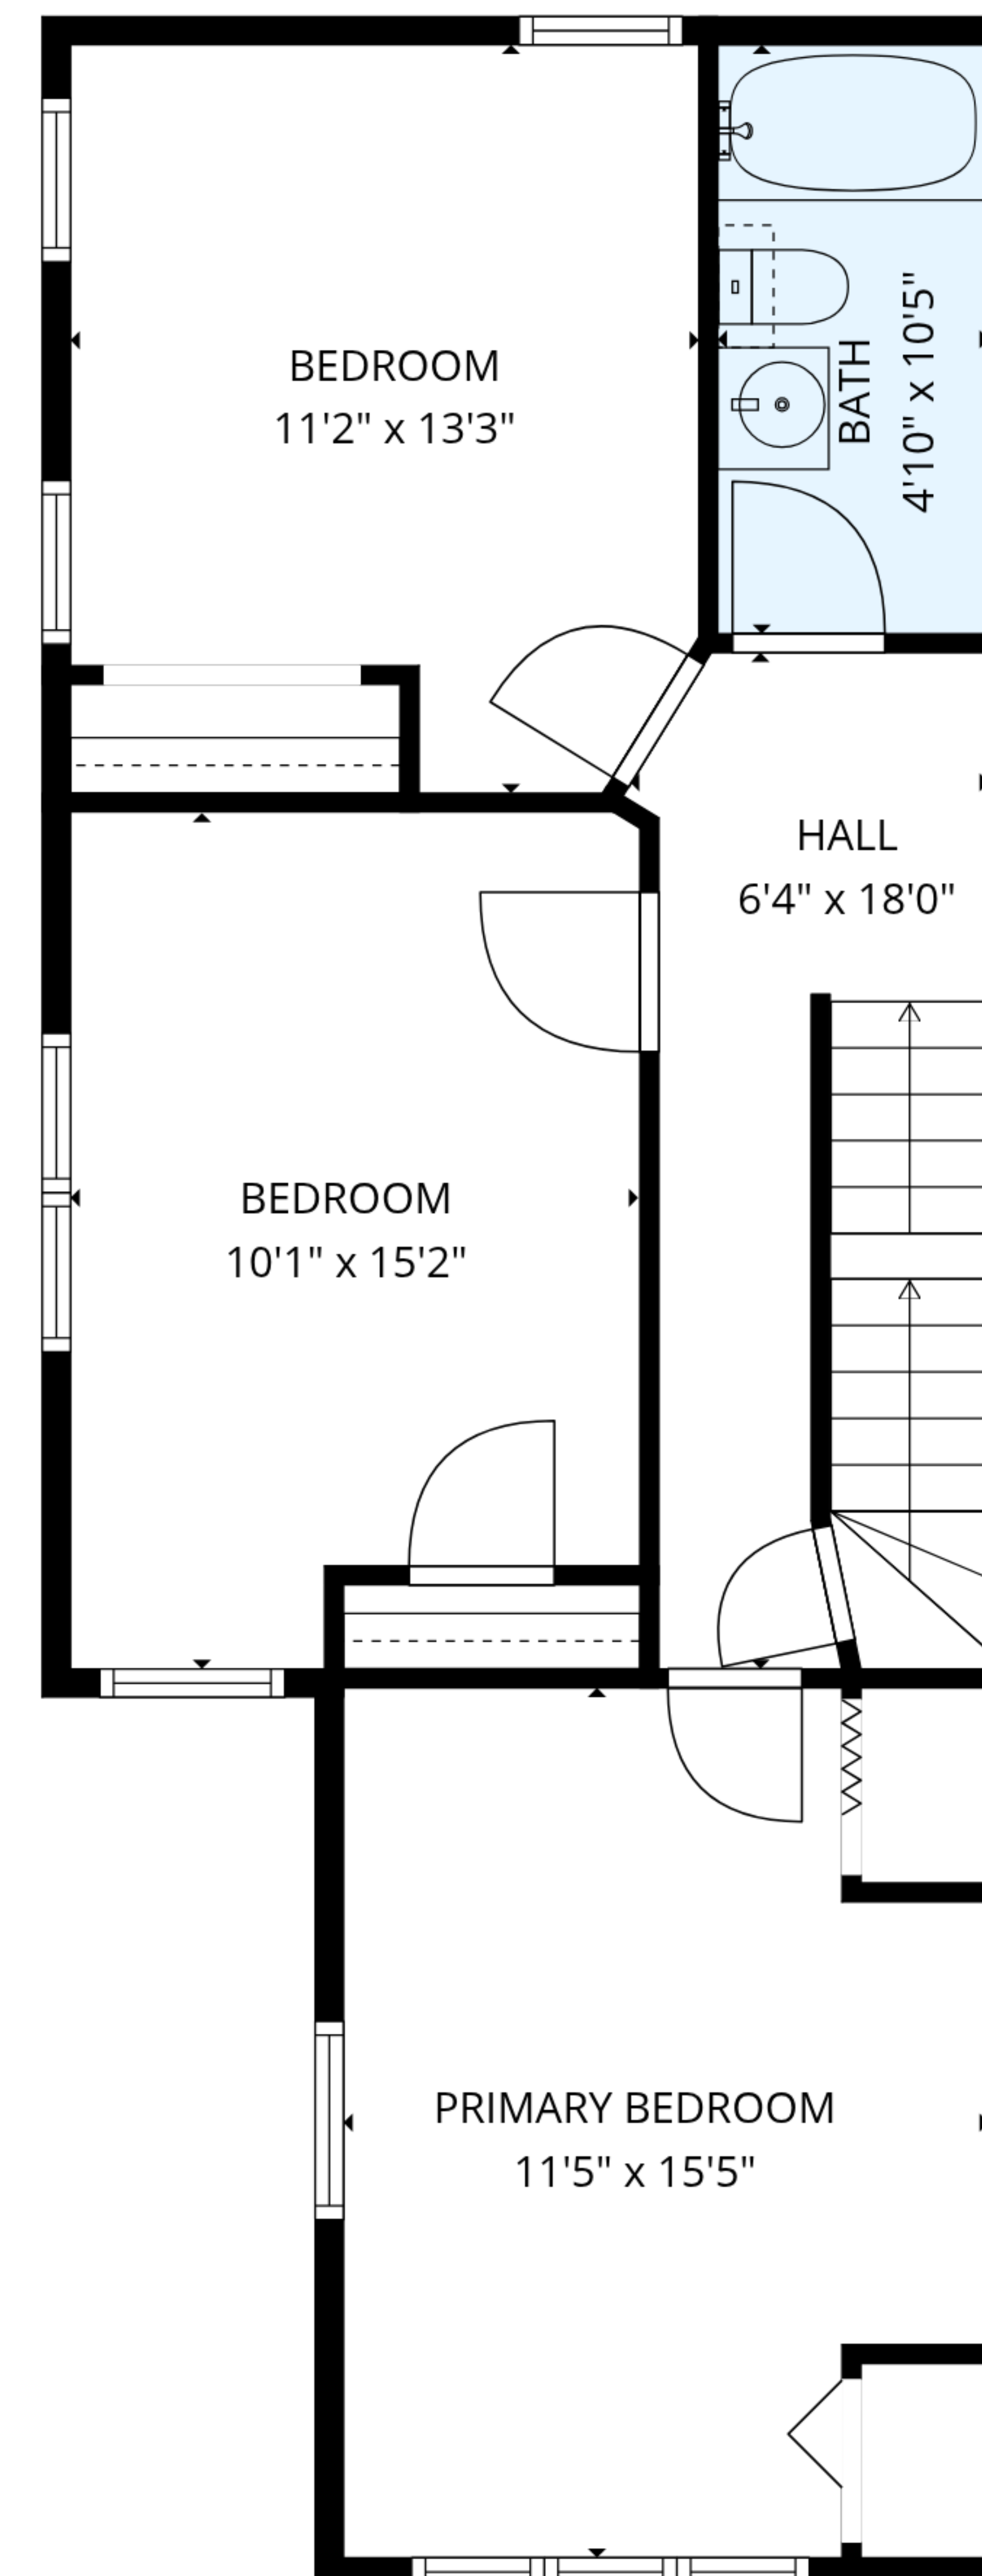 BEDROOM
11'2" x 13'3"
BATH
4'10" x 10'5"
HALL
6'4" x 18'0"
BEDROOM
10'1" x 15'2"
PRIMARY BEDROOM
11'5" x 15'5"